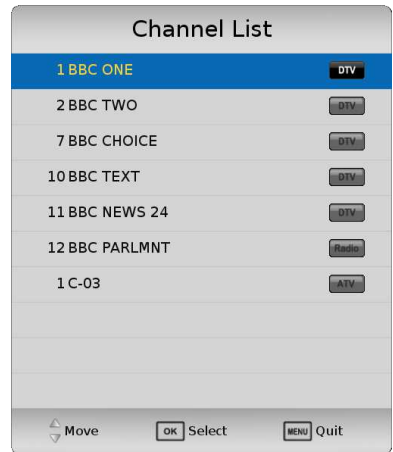 Channel List
1 BBC ONE DTV
2 BBC TWO DTV
7 BBC CHOICE DTV
10 BBC TEXT DTV
11 BBC NEWS 24 DTV
12 BBC PARLMNT Radio
1 C-03 ATV
Move OK Select MENU Quit